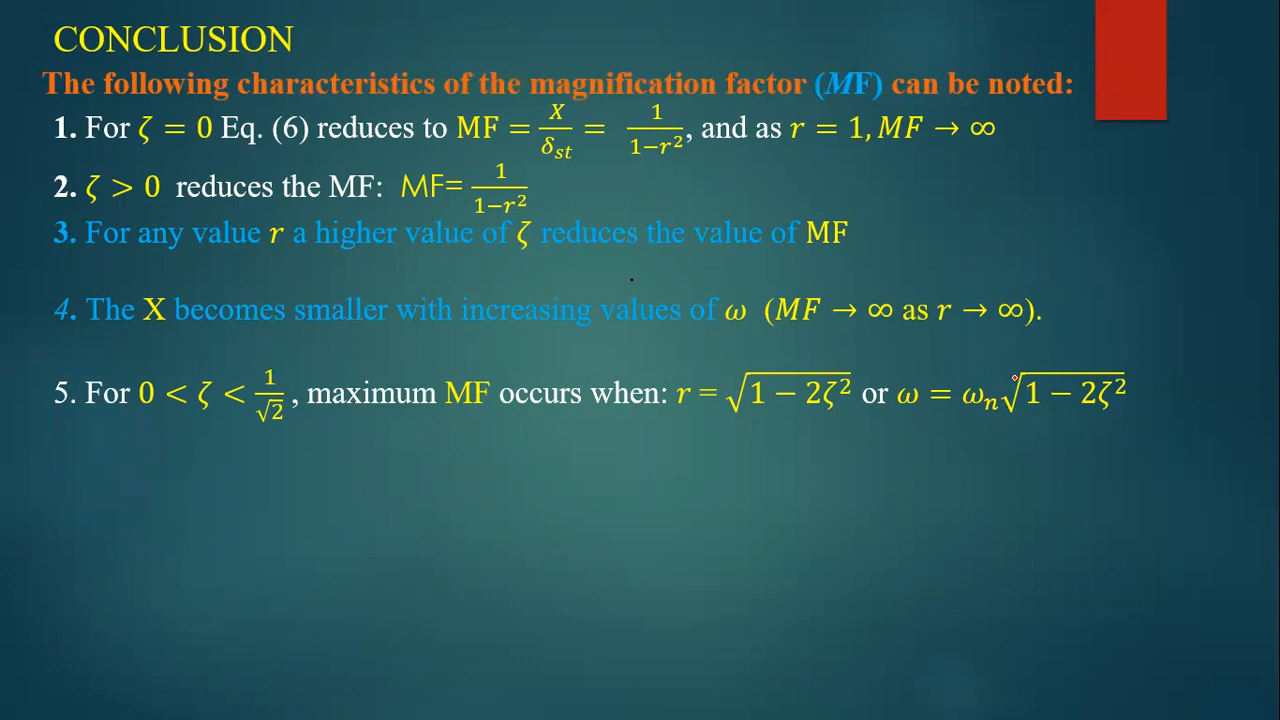 CONCLUSION
The following characteristics of the magnification factor (MF) can be noted:
1. For ζ = 0 Eq. (6) reduces to MF = X/δ_st = 1/(1−r²), and as r = 1, MF → ∞
2. ζ > 0 reduces the MF: MF= 1/(1−r²)
3. For any value r a higher value of ζ reduces the value of MF
4. The X becomes smaller with increasing values of ω (MF → ∞ as r → ∞).
5. For 0 < ζ < 1/√2 , maximum MF occurs when: r = √(1 − 2ζ²) or ω = ω_n√(1 − 2ζ²)